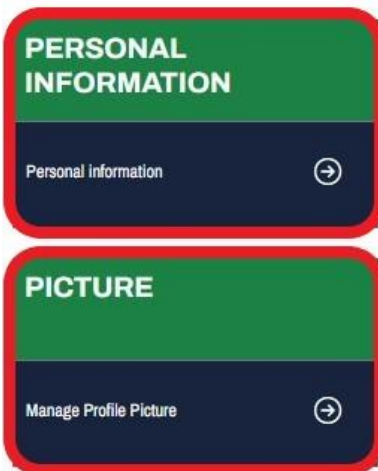 PERSONAL
INFORMATION
Personal information
PICTURE
Manage Profile Picture